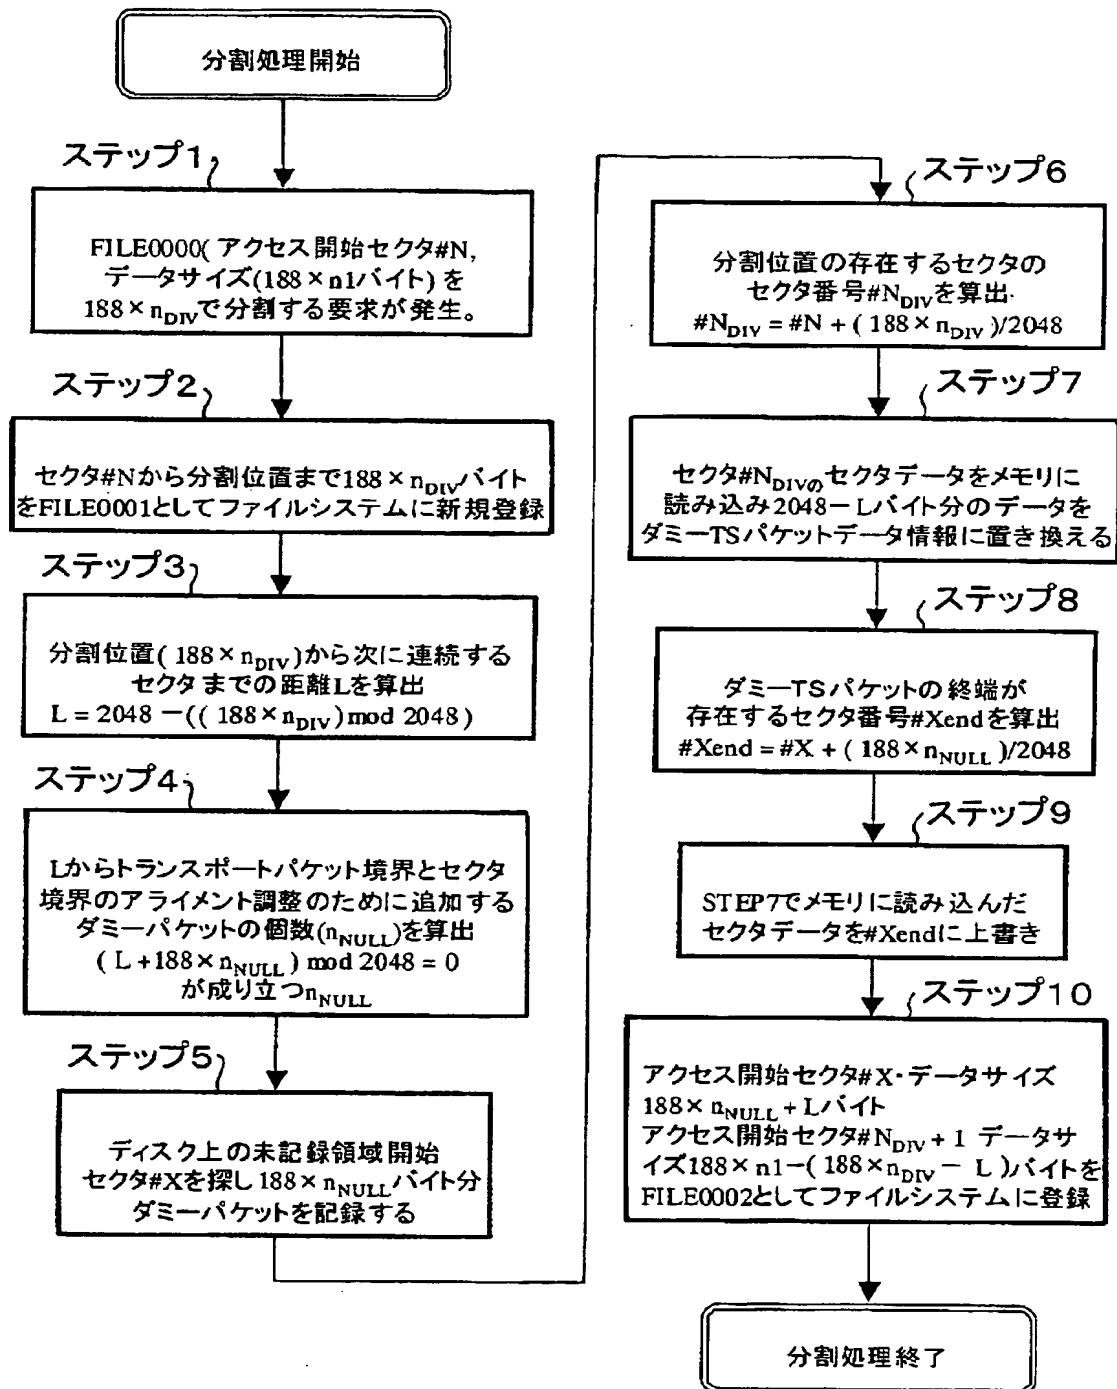 分割処理開始
ステップ1
FILE0000(アクセス開始セクタ#N,
データサイズ(188×n1バイト)を
188×nDIVで分割する要求が発生。
ステップ2
セクタ#Nから分割位置まで188×nDIVバイト
をFILE0001としてファイルシステムに新規登録
ステップ3
分割位置(188×nDIV)から次に連続する
セクタまでの距離Lを算出
L = 2048 −((188×nDIV)mod 2048)
ステップ4
Lからトランスポートパケット境界とセクタ
境界のアライメント調整のために追加する
ダミーパケットの個数(nNULL)を算出
(L+188×nNULL) mod 2048 = 0
が成り立つnNULL
ステップ5
ディスク上の未記録領域開始
セクタ#Xを探し188×nNULLバイト分
ダミーパケットを記録する
ステップ6
分割位置の存在するセクタの
セクタ番号#NDIVを算出
#NDIV = #N + (188×nDIV)/2048
ステップ7
セクタ#NDIVのセクタデータをメモリに
読み込み2048−Lバイト分のデータを
ダミーTSパケットデータ情報に置き換える
ステップ8
ダミーTSパケットの終端が
存在するセクタ番号#Xendを算出
#Xend = #X + (188×nNULL)/2048
ステップ9
STEP7でメモリに読み込んだ
セクタデータを#Xendに上書き
ステップ10
アクセス開始セクタ#X・データサイズ
188×nNULL+Lバイト
アクセス開始セクタ#NDIV+1 データサ
イズ188×n1−(188×nDIV − L)バイトを
FILE0002としてファイルシステムに登録
分割処理終了